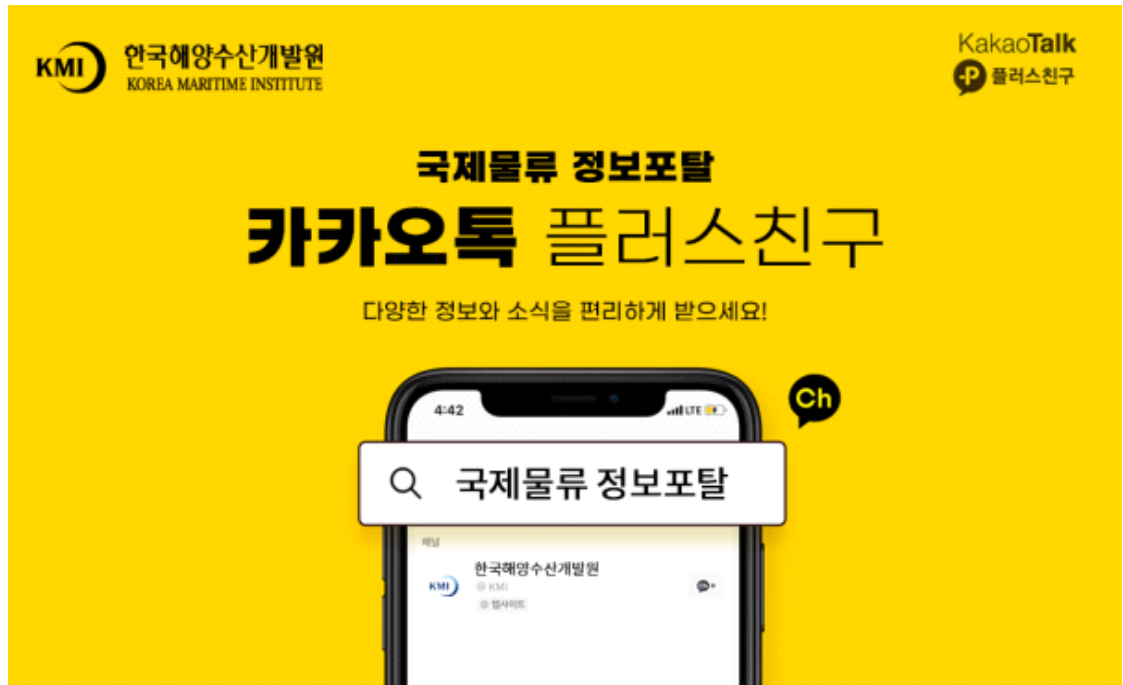 KMI 한국해양수산개발원
KOREA MARITIME INSTITUTE
KakaoTalk
P 플러스친구
국제물류 정보포탈
카카오톡 플러스친구
다양한 정보와 소식을 편리하게 받으세요!
4:42
LTE
Ch
국제물류 정보포탈
채널
KMI
한국해양수산개발원
@ KMI
웹사이트